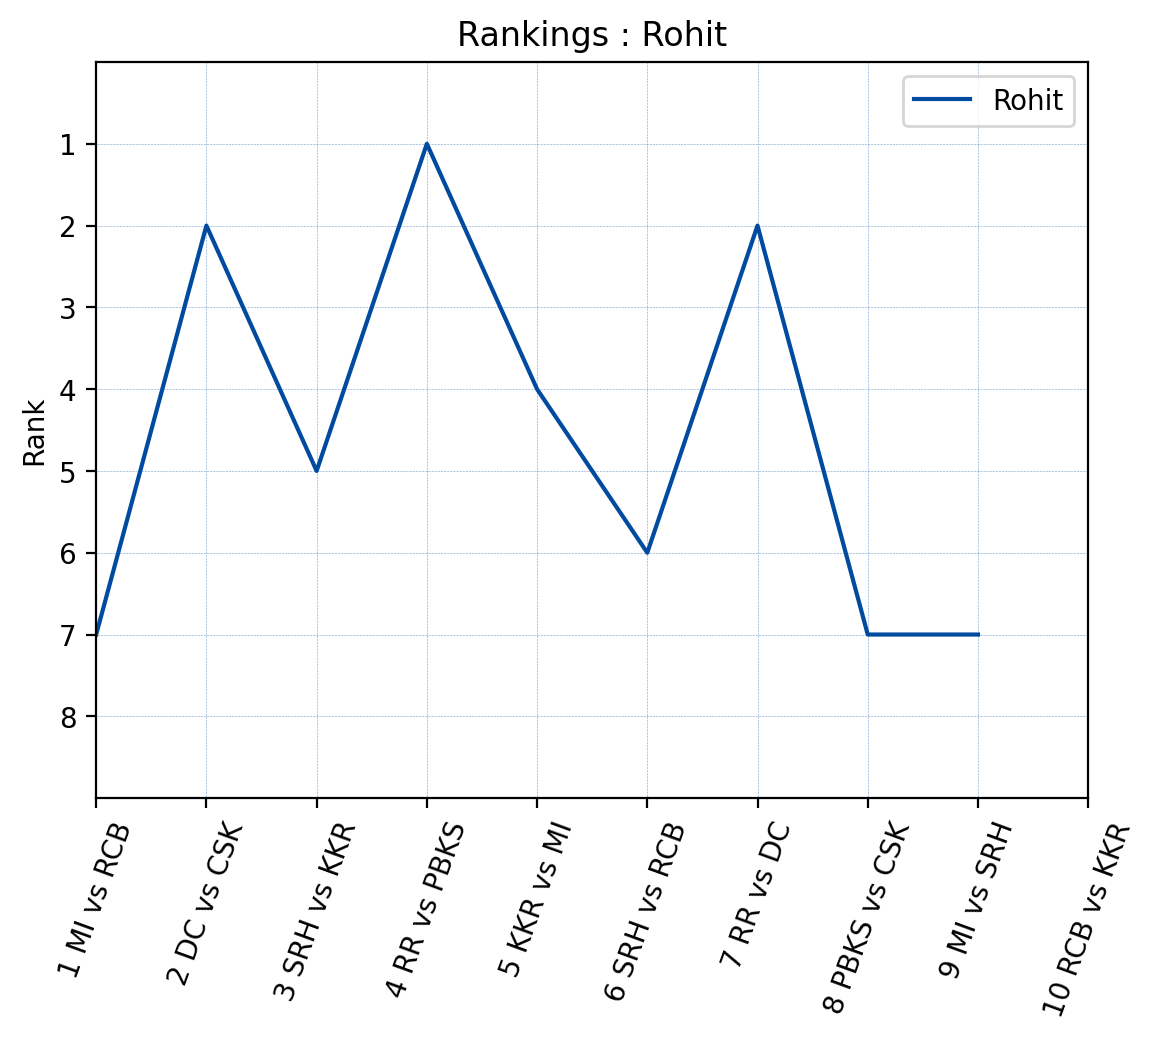 Rankings : Rohit
Rohit
Rank
1
2
3
4
5
6
7
8
1 MI vs RCB
2 DC vs CSK
3 SRH vs KKR
4 RR vs PBKS
5 KKR vs MI
6 SRH vs RCB
7 RR vs DC
8 PBKS vs CSK
9 MI vs SRH
10 RCB vs KKR